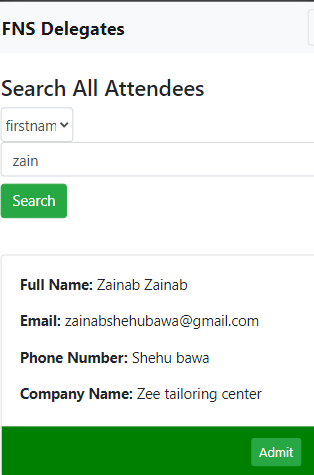 FNS Delegates
Search All Attendees
firstnam
zain
Search
Full Name: Zainab Zainab
Email: zainabshehubawa@gmail.com
Phone Number: Shehu bawa
Company Name: Zee tailoring center
Admit